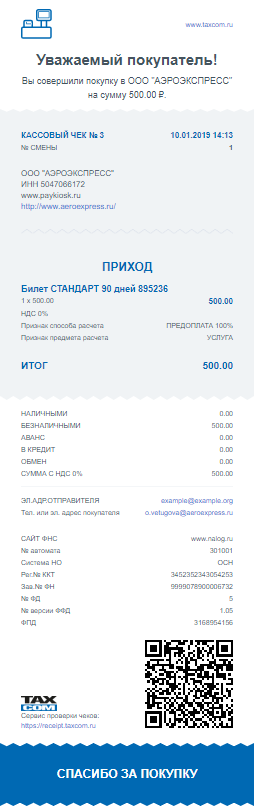 www.taxcom.ru
Уважаемый покупатель!
Вы совершили покупку в ООО "АЭРОЭКСПРЕСС"
на сумму 500.00 ₽.
КАССОВЫЙ ЧЕК № 3 10.01.2019 14:13
№ СМЕНЫ 1
ООО "АЭРОЭКСПРЕСС"
ИНН 5047066172
www.paykiosk.ru
http://www.aeroexpress.ru/
ПРИХОД
Билет СТАНДАРТ 90 дней 895236
1 x 500.00 500.00
НДС 0%
Признак способа расчета ПРЕДОПЛАТА 100%
Признак предмета расчета УСЛУГА
ИТОГ 500.00
НАЛИЧНЫМИ 0.00
БЕЗНАЛИЧНЫМИ 500.00
АВАНС 0.00
В КРЕДИТ 0.00
ОБМЕН 0.00
СУММА С НДС 0% 500.00
ЭЛ.АДР.ОТПРАВИТЕЛЯ example@example.org
Тел. или эл. адрес покупателя o.vetugova@aeroexpress.ru
САЙТ ФНС www.nalog.ru
№ автомата 301001
Система НО ОСН
Рег.№ ККТ 3452352343054253
Зав.№ ФН 9999078900006732
№ ФД 5
№ версии ФФД 1.05
ФПД 3168954156
TAXCOM
Сервис проверки чеков:
https://receipt.taxcom.ru
СПАСИБО ЗА ПОКУПКУ